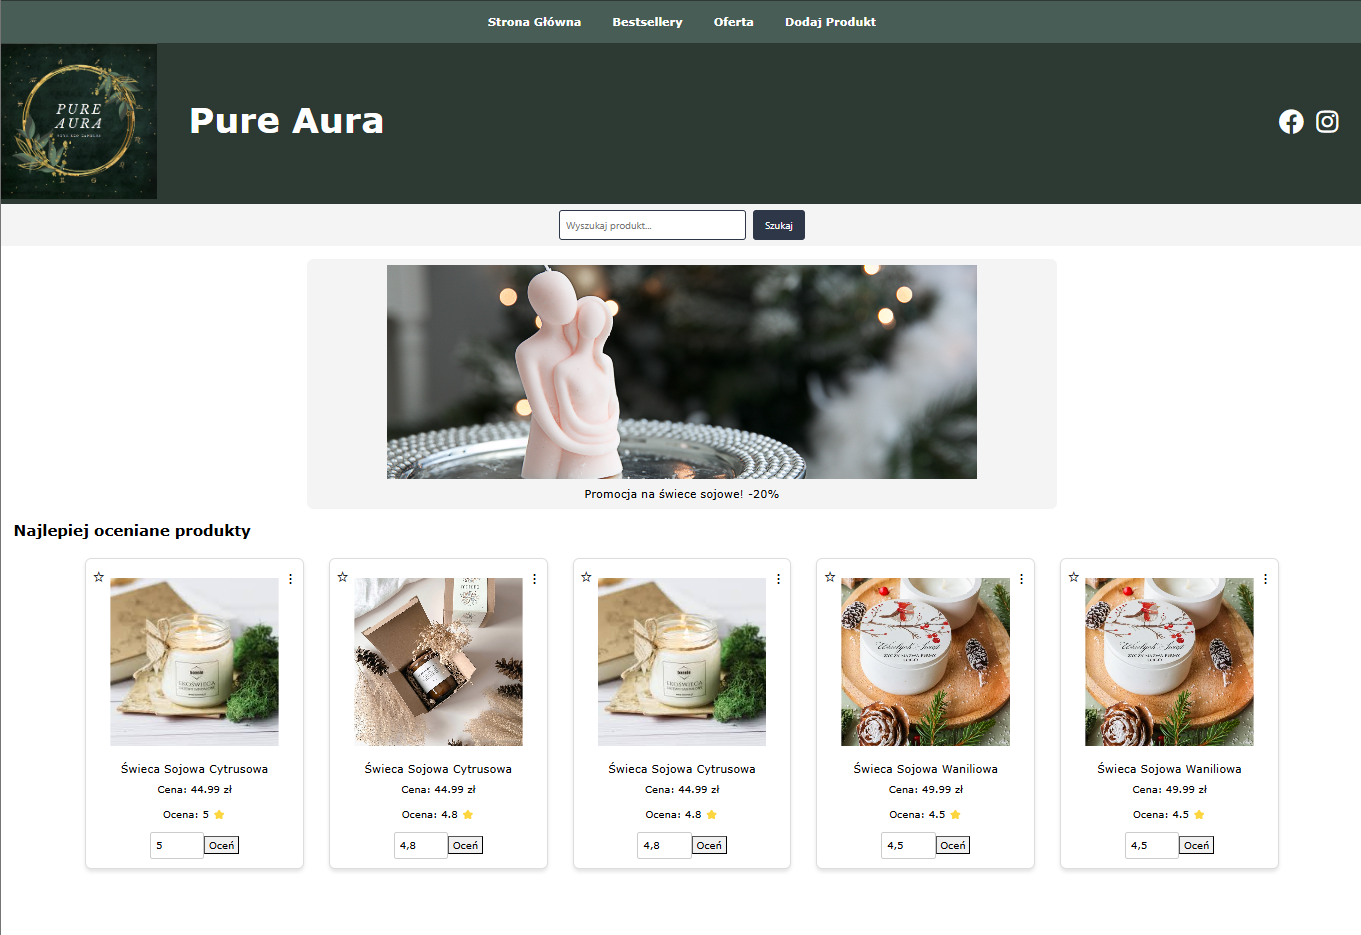 Strona Główna Bestsellery Oferta Dodaj Produkt
PURE
AURA
Pure Aura
Wyszukaj produkt... Szukaj
Promocja na świece sojowe! -20%
Najlepiej oceniane produkty
Świeca Sojowa Cytrusowa
Cena: 44.99 zł
Ocena: 5
5 Oceń
Świeca Sojowa Cytrusowa
Cena: 44.99 zł
Ocena: 4.8
4,8 Oceń
Świeca Sojowa Cytrusowa
Cena: 44.99 zł
Ocena: 4.8
4,8 Oceń
Świeca Sojowa Waniliowa
Cena: 49.99 zł
Ocena: 4.5
4,5 Oceń
Świeca Sojowa Waniliowa
Cena: 49.99 zł
Ocena: 4.5
4,5 Oceń